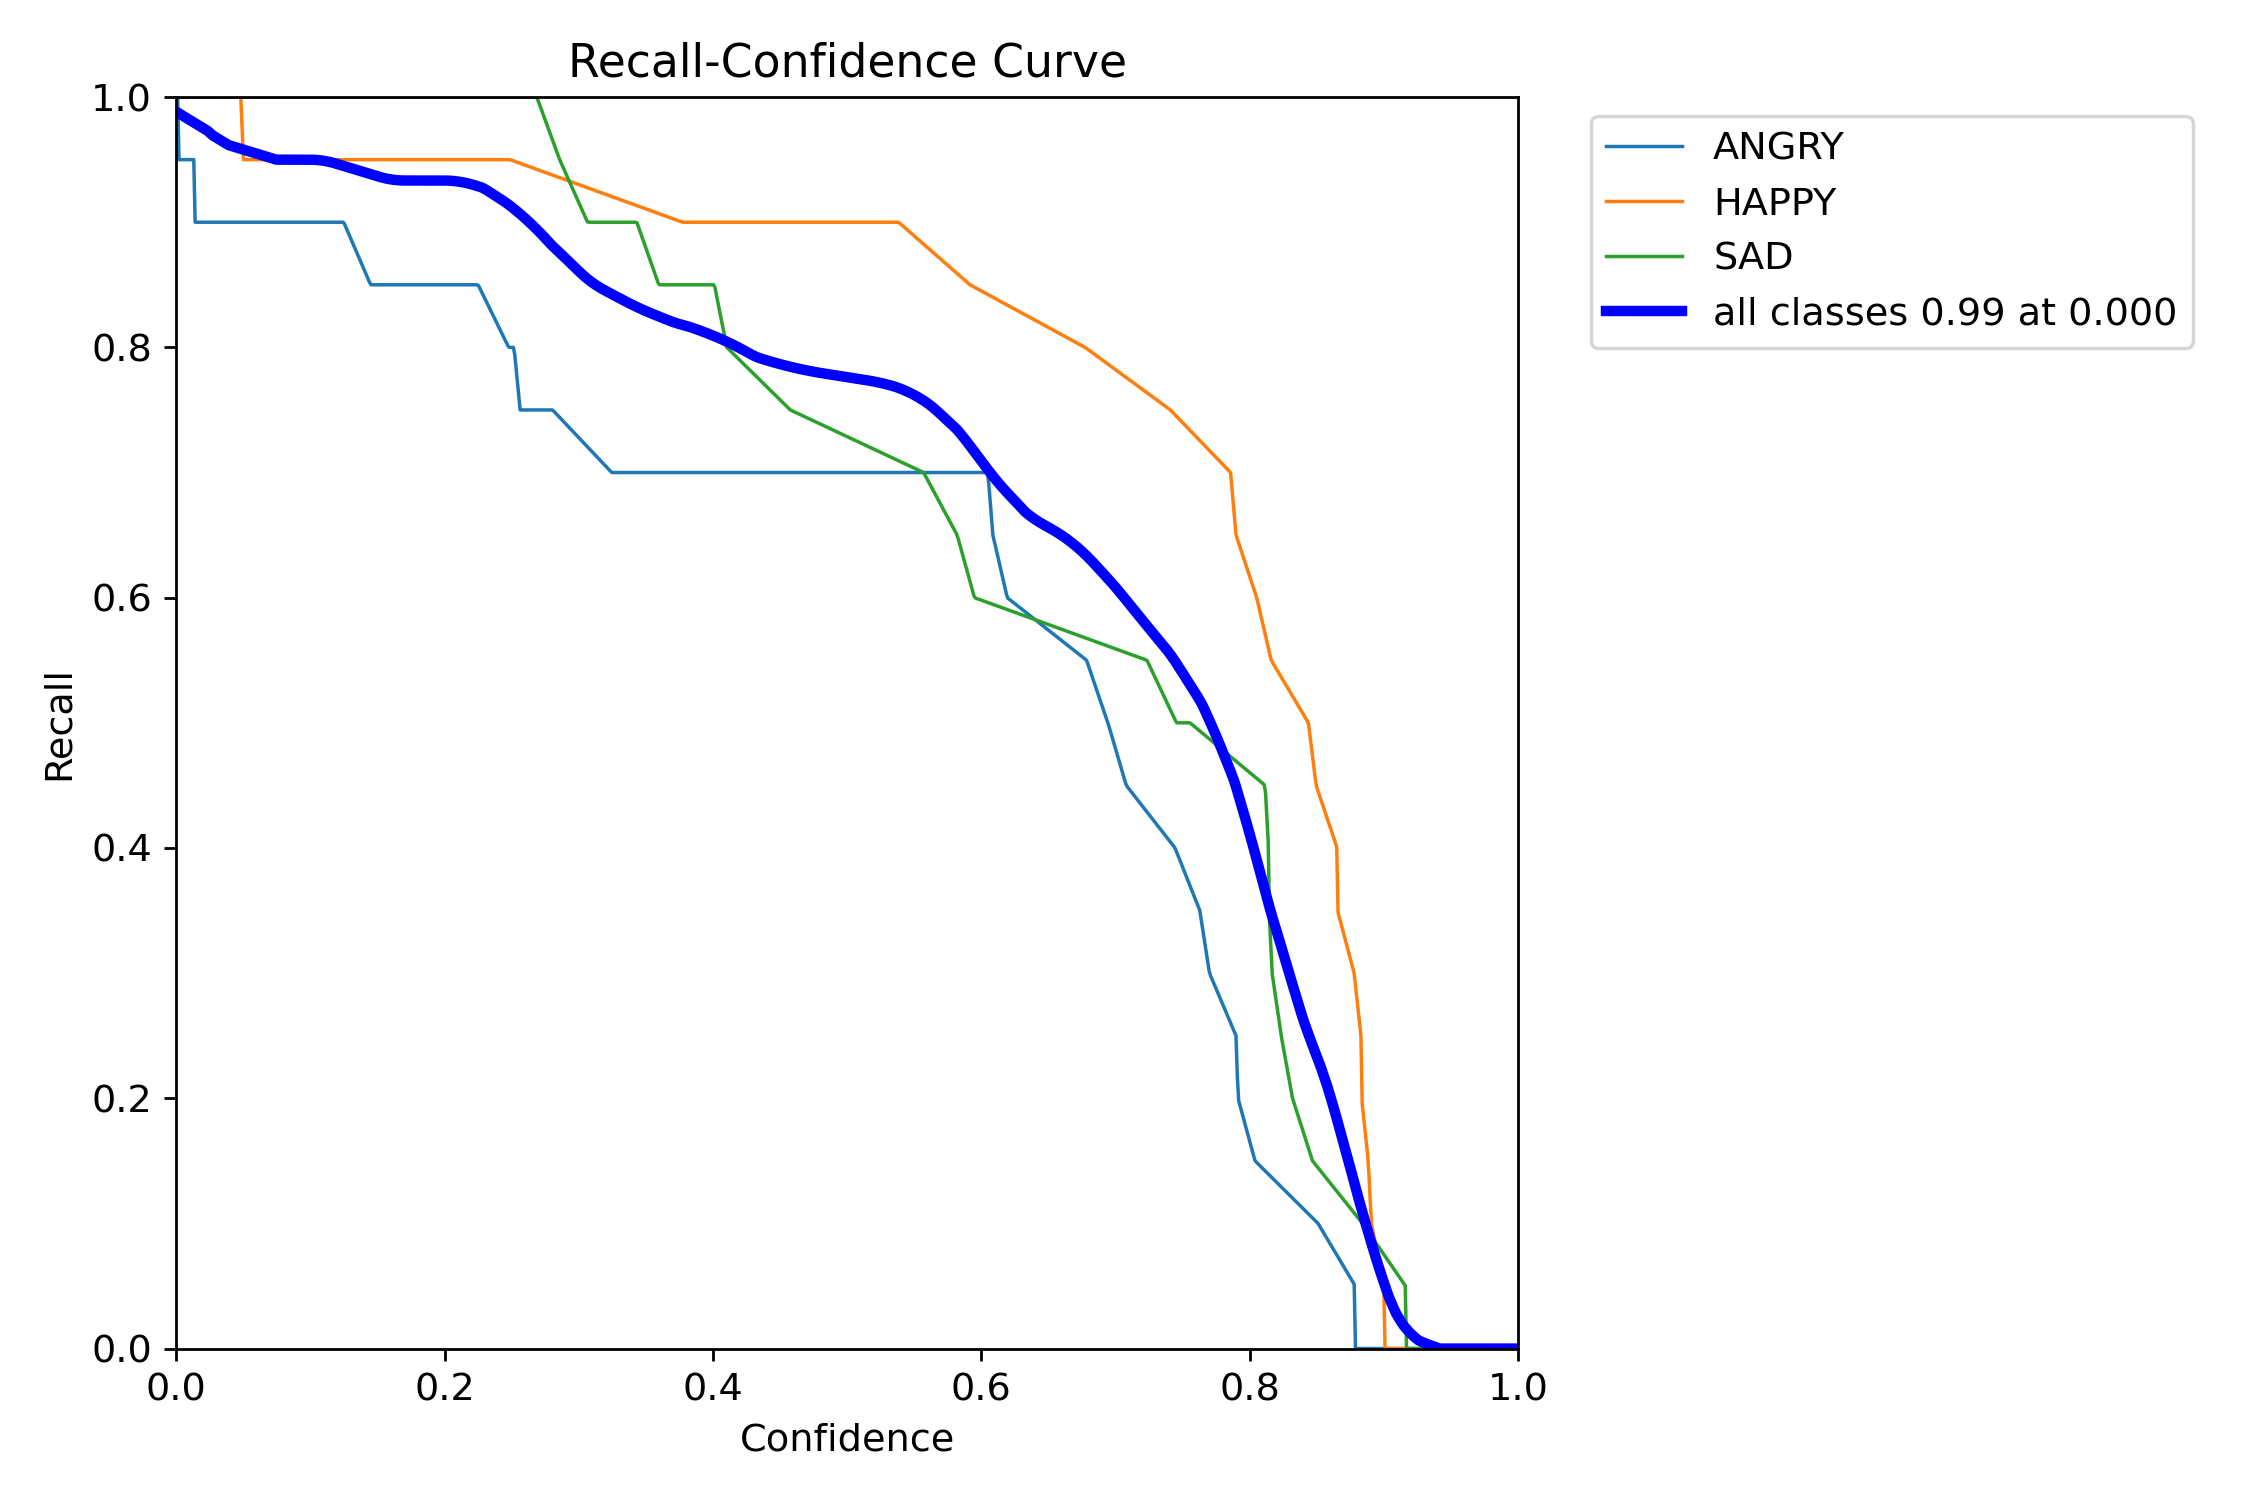 Recall-Confidence Curve
1.0
0.8
0.6
0.4
0.2
0.0
Recall
0.0 0.2 0.4 0.6 0.8 1.0
Confidence
ANGRY
HAPPY
SAD
all classes 0.99 at 0.000